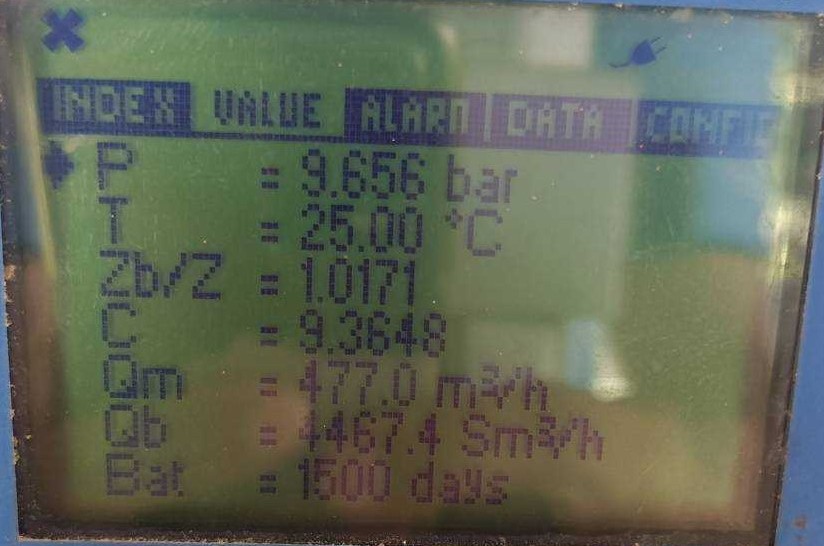 INDEX VALUE ALARM DATA CONFIG
P = 9.656 bar
T = 25.00 °C
Zb/Z = 1.0171
C = 9.3648
Qm = 477.0 m³/h
Qb = 4467.4 Sm³/h
Bat = 1500 days